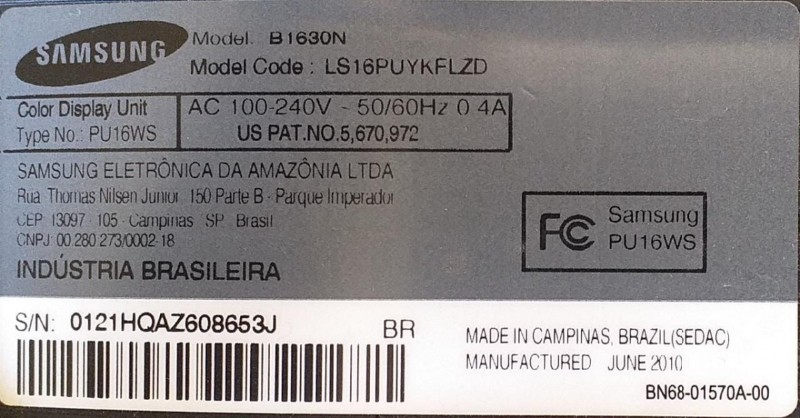 SAMSUNG
Model: B1630N
Model Code : LS16PUYKFLZD
Color Display Unit
Type No.: PU16WS
AC 100-240V ~ 50/60Hz 0.4A
US PAT.NO.5,670,972
SAMSUNG ELETRÔNICA DA AMAZÔNIA LTDA
Rua Thomas Nilsen Junior 150 Parte B - Parque Imperador
CEP 13097 - 105 - Campinas SP Brasil
CNPJ 00.280.273/0002-18
INDÚSTRIA BRASILEIRA
FC
Samsung
PU16WS
S/N: 0121HQAZ608653J
BR
MADE IN CAMPINAS, BRAZIL(SEDAC)
MANUFACTURED JUNE 2010
BN68-01570A-00